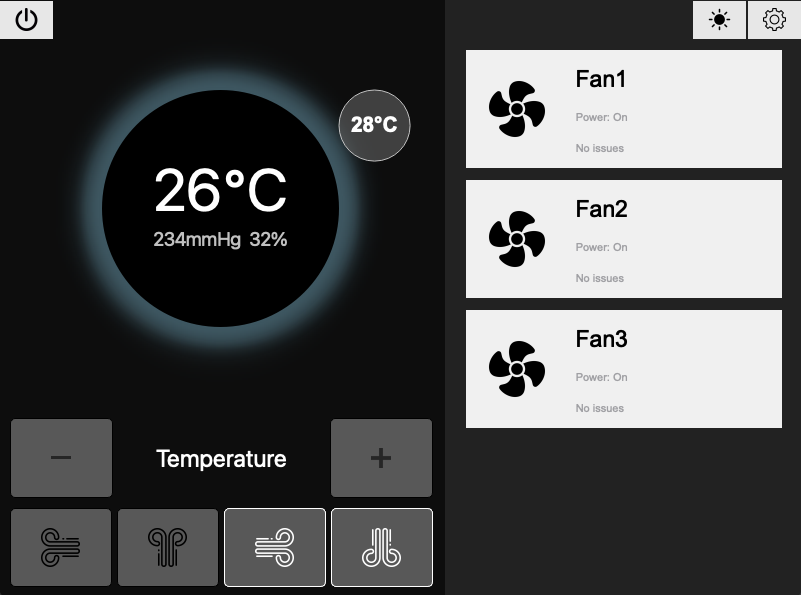 28°C
26°C
234mmHg 32%
Temperature
Fan1
Power: On
No issues
Fan2
Power: On
No issues
Fan3
Power: On
No issues